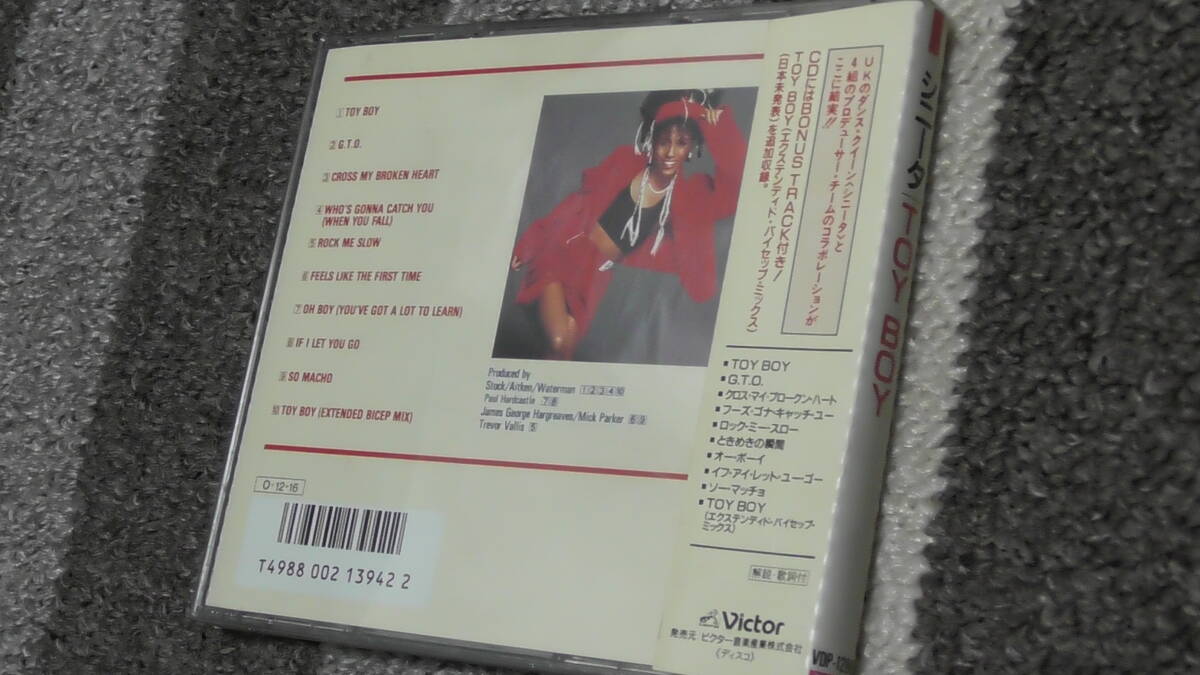 1 TOY BOY
2 G.T.O.
3 CROSS MY BROKEN HEART
4 WHO'S GONNA CATCH YOU
(WHEN YOU FALL)
5 ROCK ME SLOW
6 FEELS LIKE THE FIRST TIME
7 OH BOY (YOU'VE GOT A LOT TO LEARN)
8 IF I LET YOU GO
9 SO MACHO
10 TOY BOY (EXTENDED BICEP MIX)
Produced by
Stock/Aitken/Waterman 1 2 3 4 10
Paul Hardcastle 7 8
James George Hargreaves/Mick Parker 6 9
Trevor Vallis 5
O・12-16
T4988 002 13942 2
UKのダンス・クイーン〈シニータ〉と
4組のプロデューサー・チームのコラボレーションが
ここに結実!!
CDにはBONUS TRACK付き!
TOY BOY(エクステンディド・バイセップ・ミックス)
(日本未発表)を追加収録。
■TOY BOY
■G.T.O.
■クロス・マイ・ブロークン・ハート
■フーズ・ゴナ・キャッチ・ユー
■ロック・ミー・スロー
■ときめきの瞬間
■オー・ボーイ
■イフ・アイ・レット・ユー・ゴー
■ソー・マッチョ
■TOY BOY
(エクステンディド・バイセップ・
ミックス)
解説・歌詞付
Victor
発売元 ビクター音楽産業株式会社
(ディスコ)
シニータ/TOY BOY